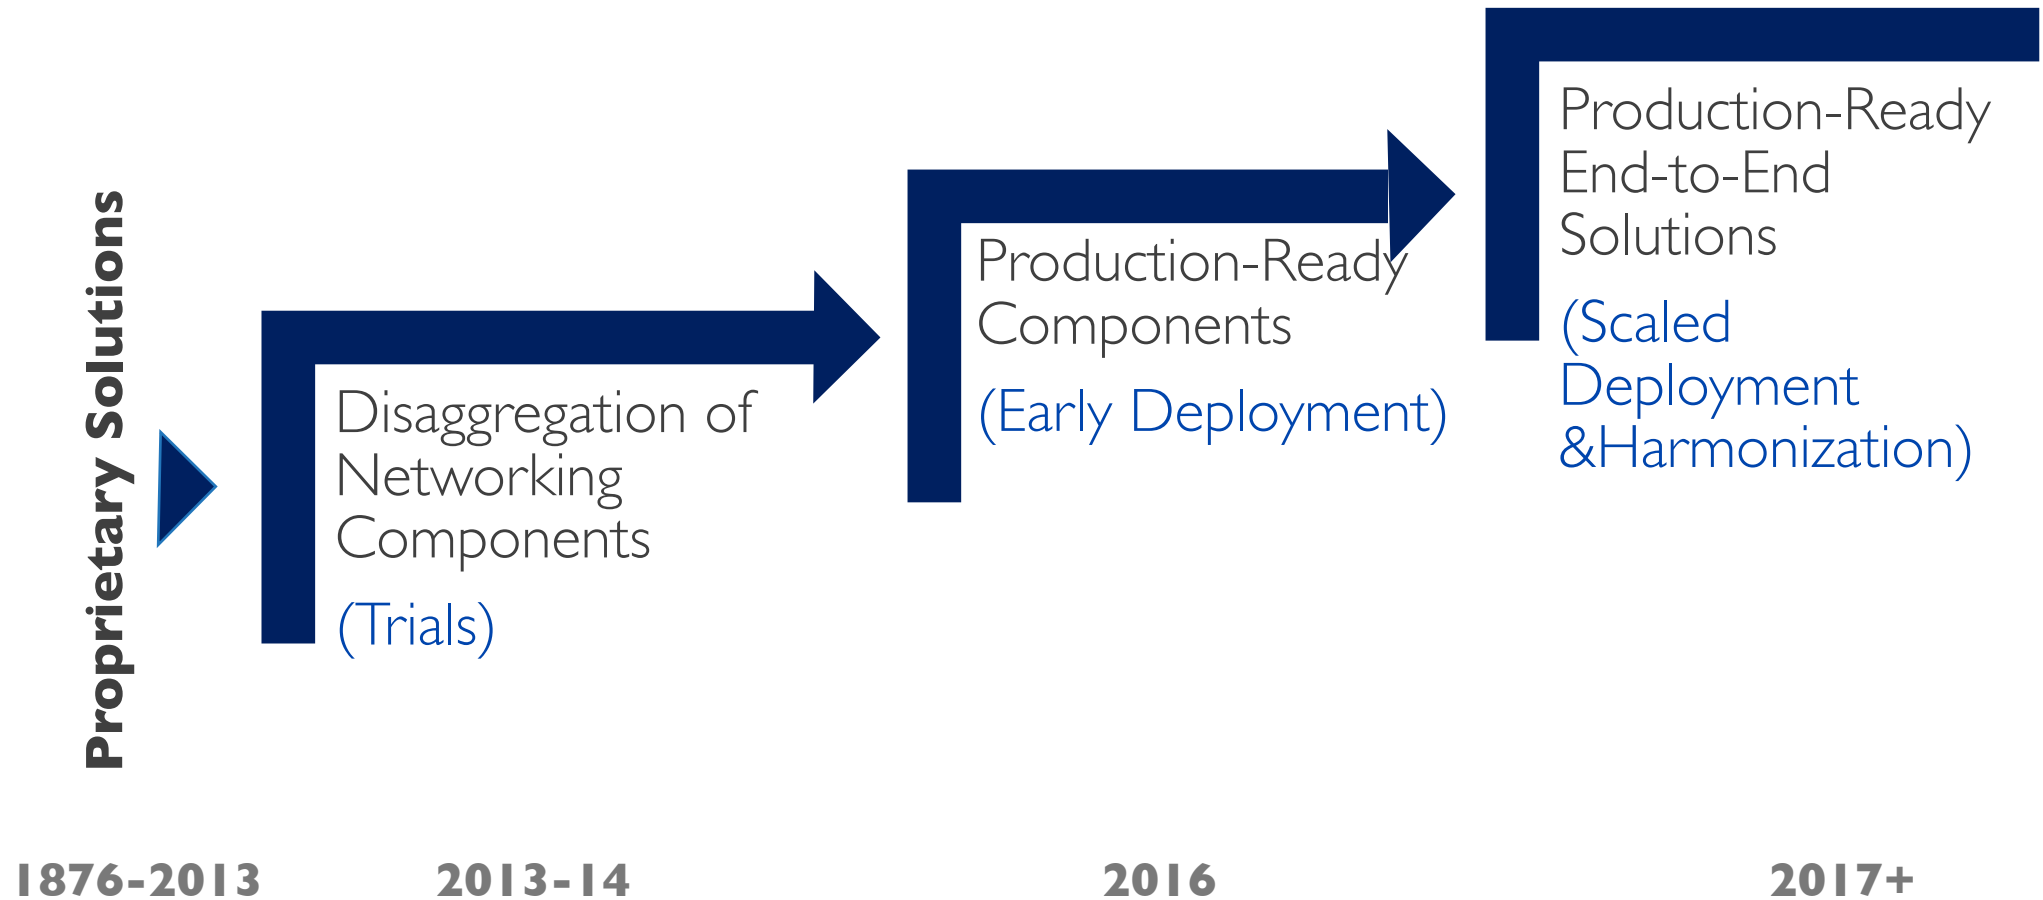 Proprietary Solutions
Disaggregation of
Networking
Components
(Trials)
Production-Ready
Components
(Early Deployment)
Production-Ready
End-to-End
Solutions
(Scaled
Deployment
&Harmonization)
1876-2013
2013-14
2016
2017+